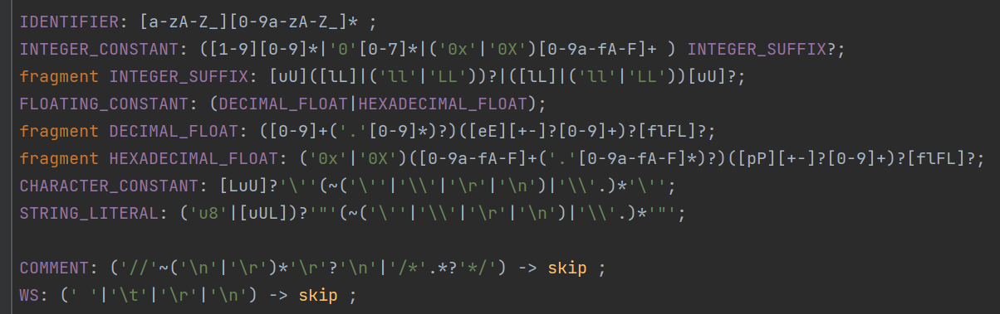 IDENTIFIER: [a-zA-Z_][0-9a-zA-Z_]* ;
INTEGER_CONSTANT: ([1-9][0-9]*|'0'[0-7]*|('0x'|'0X')[0-9a-fA-F]+ ) INTEGER_SUFFIX?;
fragment INTEGER_SUFFIX: [uU]([lL]|('ll'|'LL'))?|([lL]|('ll'|'LL'))[uU]?;
FLOATING_CONSTANT: (DECIMAL_FLOAT|HEXADECIMAL_FLOAT);
fragment DECIMAL_FLOAT: ([0-9]+('.'[0-9]*)?)([eE][+-]?[0-9]+)?[flFL]?;
fragment HEXADECIMAL_FLOAT: ('0x'|'0X')([0-9a-fA-F]+('.'[0-9a-fA-F]*)?)([pP][+-]?[0-9]+)?[flFL]?;
CHARACTER_CONSTANT: [LuU]?'\''(~('\''|'\\'|'\r'|'\n')|'\\'.)*'\'';
STRING_LITERAL: ('u8'|[uUL])?'"'(~('\''|'\\'|'\r'|'\n')|'\\'.)*'"';
COMMENT: ('//'~('\n'|'\r')*'\r'?'\n'|'/*'.*?'*/') -> skip ;
WS: (' '|'\t'|'\r'|'\n') -> skip ;